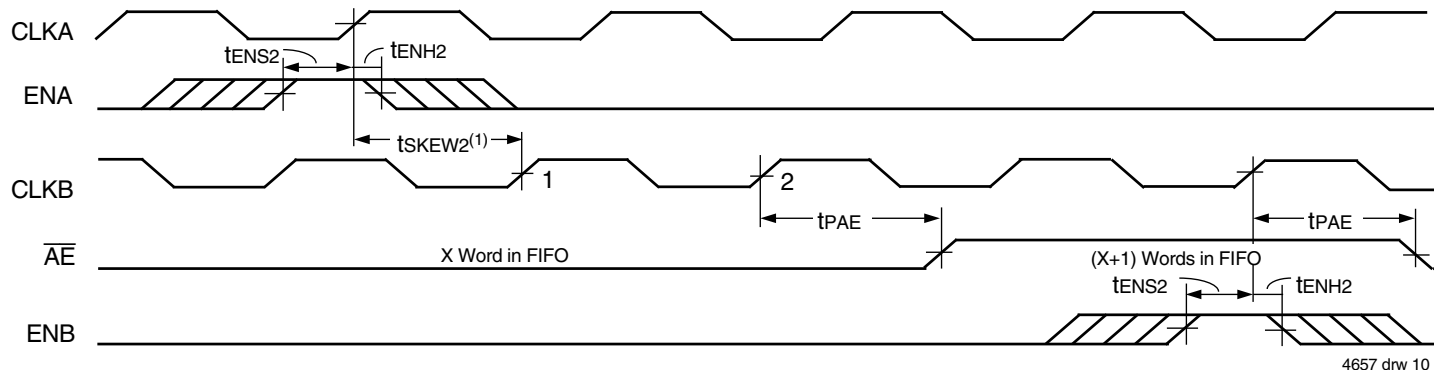 CLKA
tENS2
tENH2
ENA
tSKEW2(1)
CLKB
1
2
tPAE
tPAE
AE
X Word in FIFO
(X+1) Words in FIFO
tENS2
tENH2
ENB
4657 drw 10